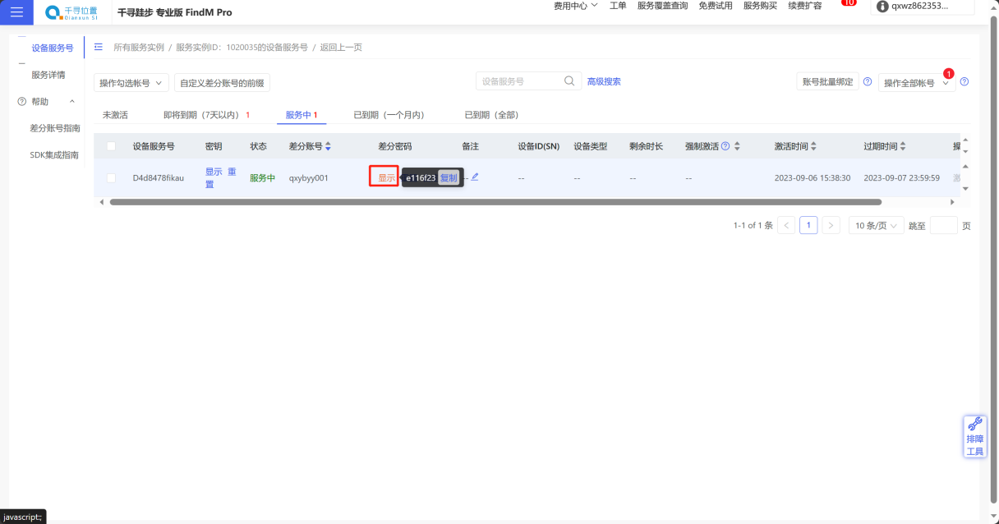 千寻位置
Qianxun SI
千寻跬步 专业版 FindM Pro
费用中心 工单 服务覆盖查询 免费试用 服务购买 续费扩容 10 qxwz862353...
设备服务号
服务详情
帮助
差分账号指南
SDK集成指南
所有服务实例 / 服务实例ID：1020035的设备服务号 / 返回上一页
操作勾选帐号 自定义差分账号的前缀 设备服务号 高级搜索 账号批量绑定 操作全部帐号 1
未激活 即将到期（7天以内） 1 服务中 1 已到期（一个月内） 已到期（全部）
设备服务号 密钥 状态 差分账号 差分密码 备注 设备ID(SN) 设备类型 剩余时长 强制激活 激活时间 过期时间
D4d8478fikau 显示 重置 服务中 qxybyy001 显示 e116f23 复制 -- -- -- -- -- 2023-09-06 15:38:30 2023-09-07 23:59:59
1-1 of 1 条 < 1 > 10 条/页 跳至 页
排障
工具
javascript:;